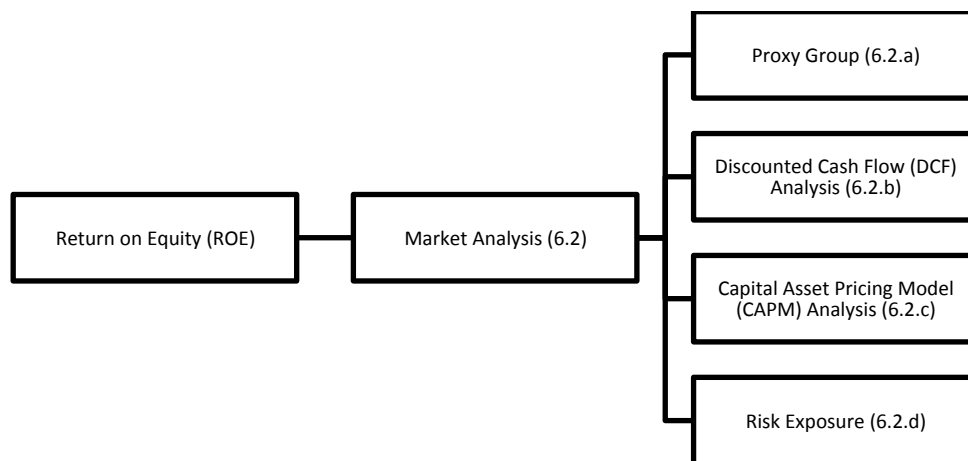 Return on Equity (ROE)
Market Analysis (6.2)
Proxy Group (6.2.a)
Discounted Cash Flow (DCF)
Analysis (6.2.b)
Capital Asset Pricing Model
(CAPM) Analysis (6.2.c)
Risk Exposure (6.2.d)